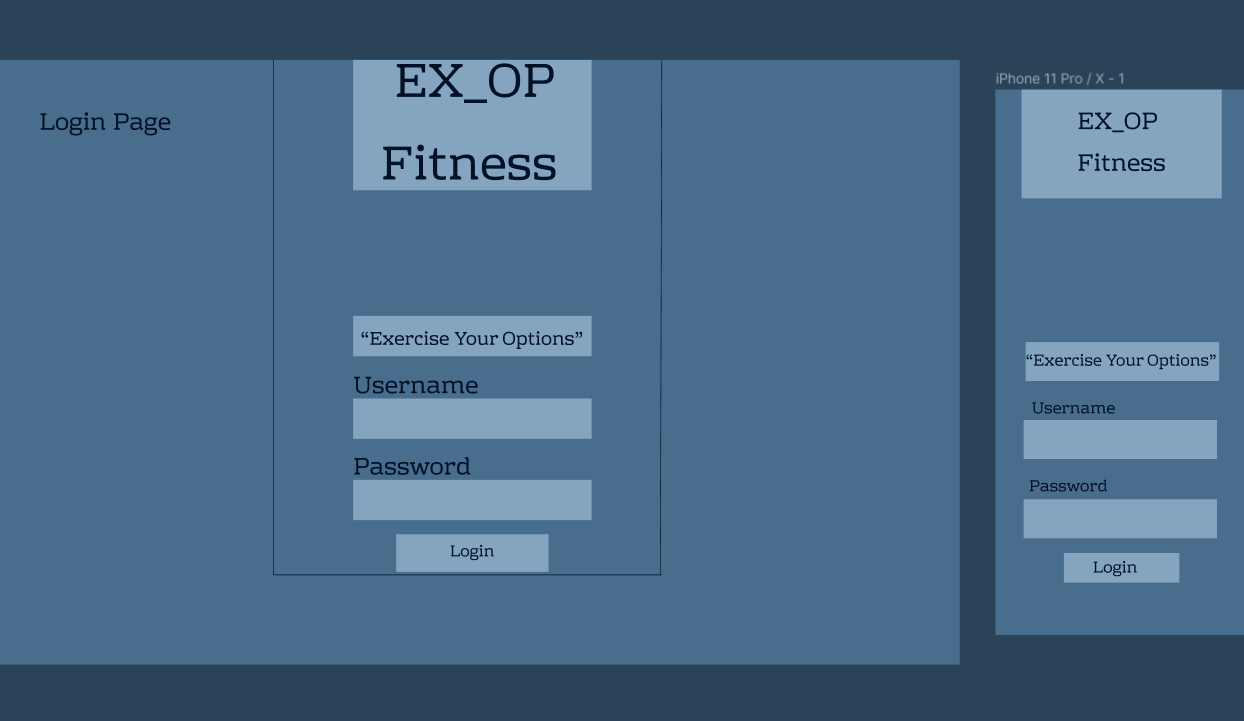 Login Page
EX_OP
Fitness
“Exercise Your Options”
Username
Password
Login
iPhone 11 Pro / X - 1
EX_OP
Fitness
“Exercise Your Options”
Username
Password
Login